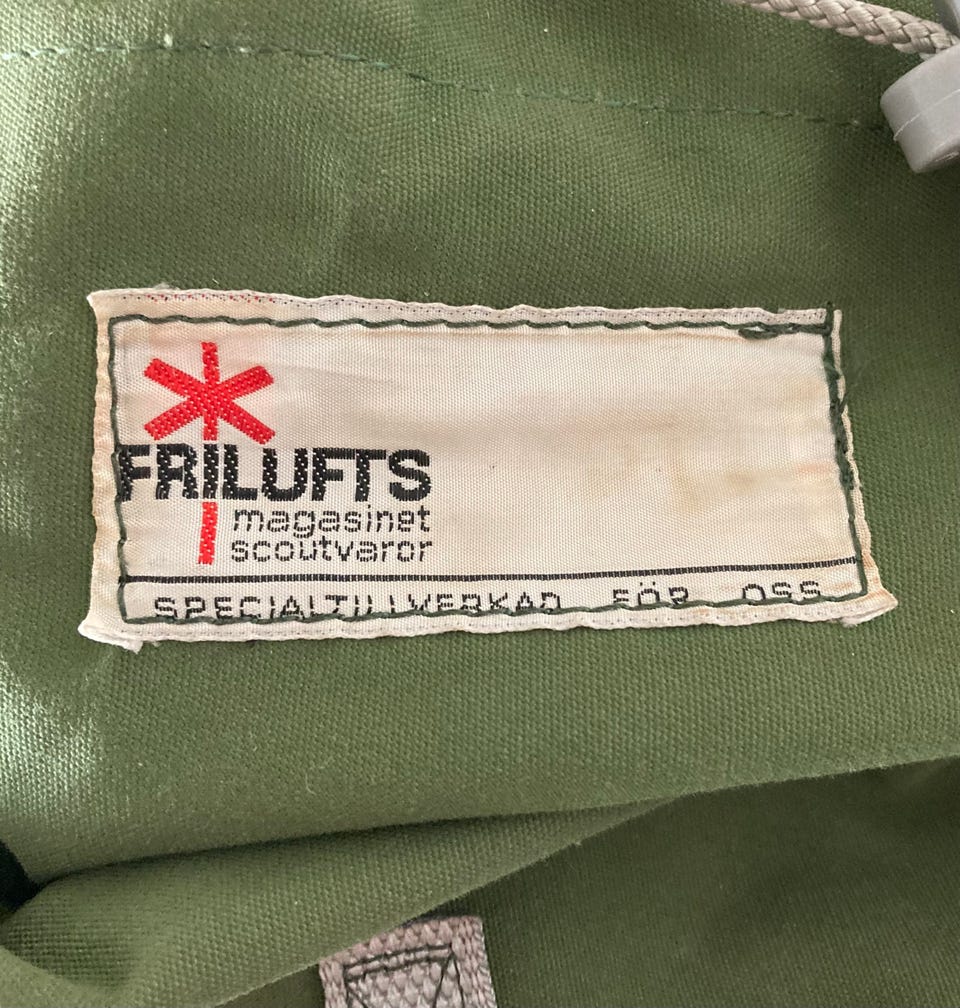 FRILUFTS
magasinet
scoutvaror
SPECIALTILLVERKAD FÖR OSS